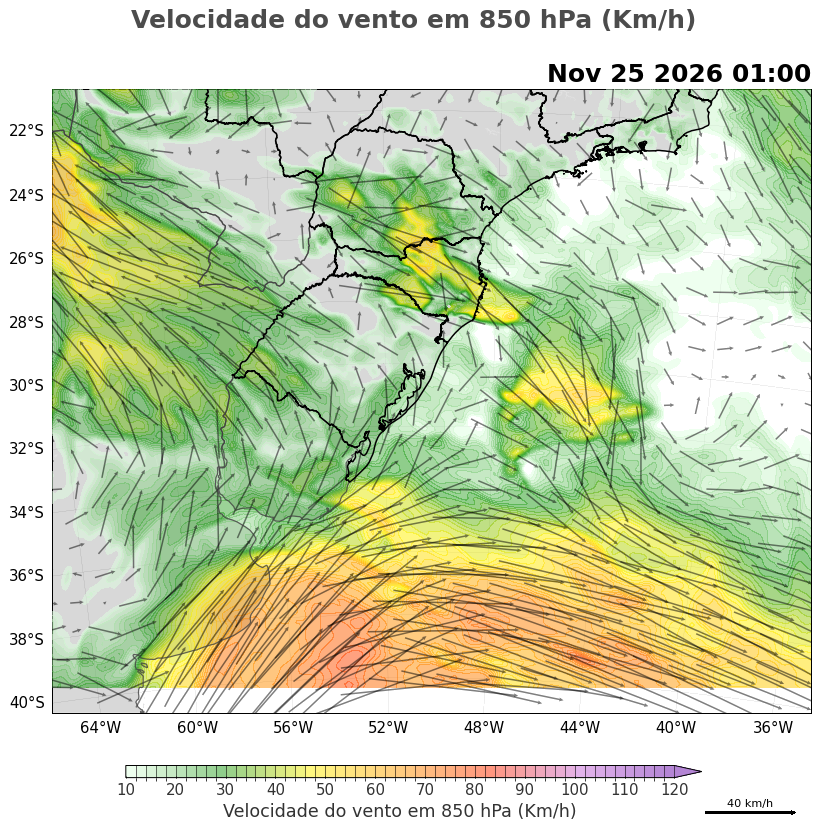 Velocidade do vento em 850 hPa (Km/h)
Nov 25 2026 01:00
22°S
24°S
26°S
28°S
30°S
32°S
34°S
36°S
38°S
40°S
64°W 60°W 56°W 52°W 48°W 44°W 40°W 36°W
10 20 30 40 50 60 70 80 90 100 110 120
Velocidade do vento em 850 hPa (Km/h)
40 km/h